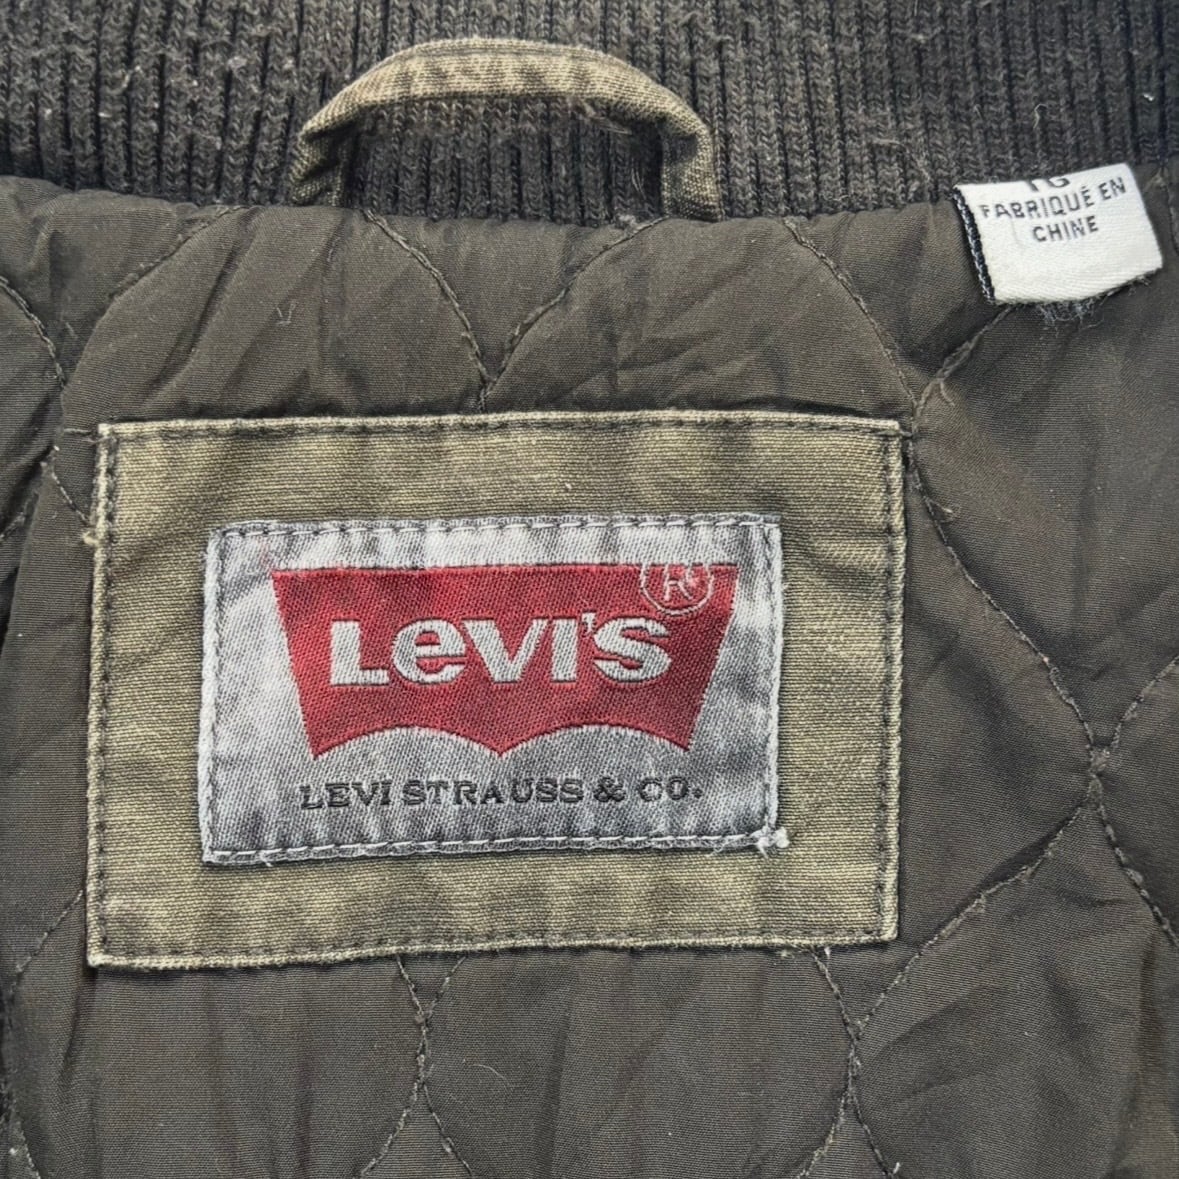 FABRIQUÉ EN
CHINE
LEVI'S ®
LEVI STRAUSS & CO.